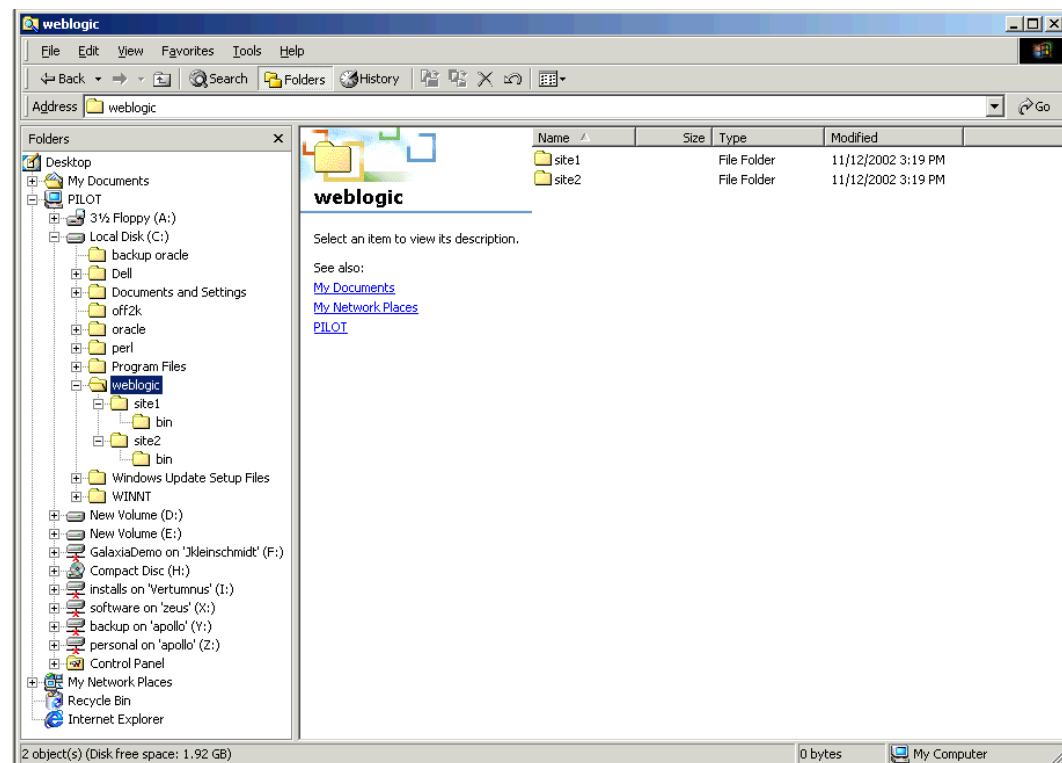 weblogic
File Edit View Favorites Tools Help
Back Search Folders History
Address weblogic Go
Folders
Desktop
My Documents
PILOT
3½ Floppy (A:)
Local Disk (C:)
backup oracle
Dell
Documents and Settings
off2k
oracle
perl
Program Files
weblogic
site1
bin
site2
bin
Windows Update Setup Files
WINNT
New Volume (D:)
New Volume (E:)
GalaxiaDemo on 'Jkleinschmidt' (F:)
Compact Disc (H:)
installs on 'Vertumnus' (I:)
software on 'zeus' (X:)
backup on 'apollo' (Y:)
personal on 'apollo' (Z:)
Control Panel
My Network Places
Recycle Bin
Internet Explorer
weblogic
Select an item to view its description.
See also:
My Documents
My Network Places
PILOT
Name Size Type Modified
site1 File Folder 11/12/2002 3:19 PM
site2 File Folder 11/12/2002 3:19 PM
2 object(s) (Disk free space: 1.92 GB) 0 bytes My Computer